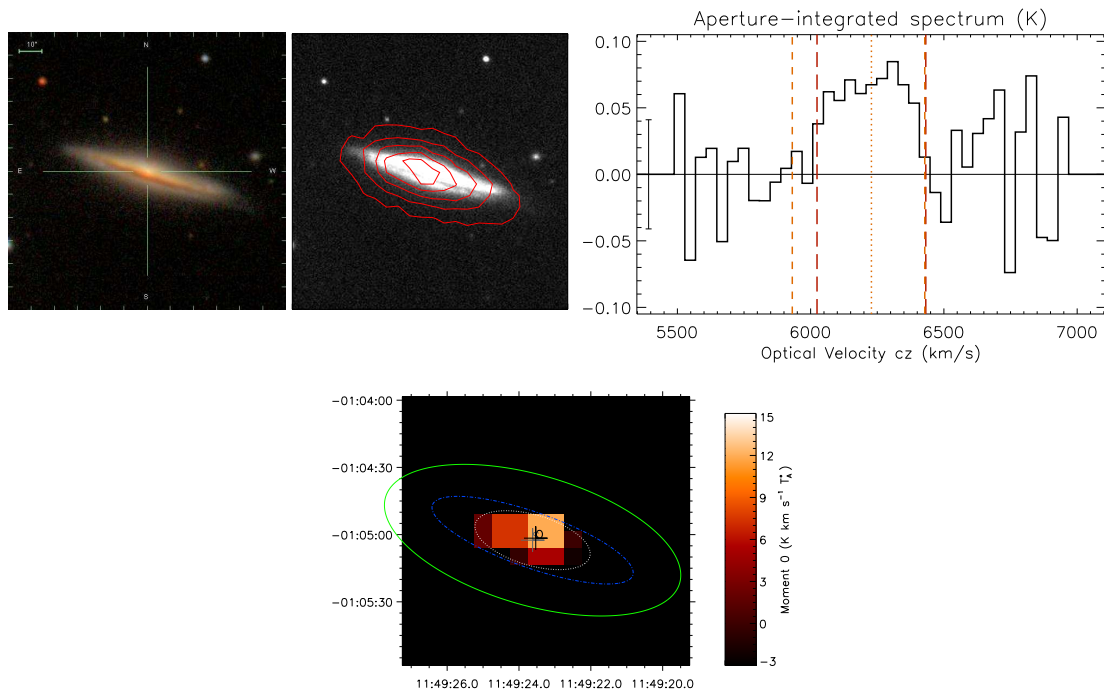 10"
N
E
W
S
Aperture-integrated spectrum (K)
0.10
0.05
0.00
-0.05
-0.10
5500 6000 6500 7000
Optical Velocity cz (km/s)
-01:04:00
-01:04:30
-01:05:00
-01:05:30
11:49:26.0 11:49:24.0 11:49:22.0 11:49:20.0
15
12
9
6
3
0
-3
Moment 0 (K km s⁻¹ T*A)